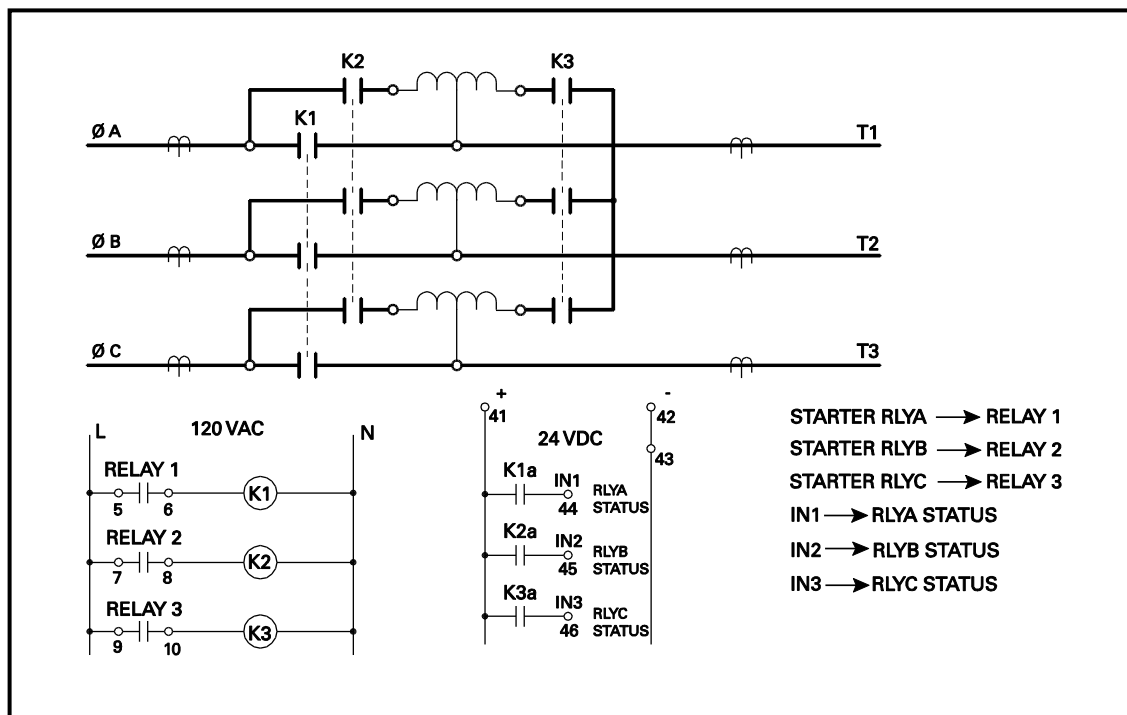 K2
K3
K1
Ø A
T1
Ø B
T2
Ø C
T3
L
120 VAC
N
RELAY 1
5
6
K1
RELAY 2
7
8
K2
RELAY 3
9
10
K3
+
-
41
42
24 VDC
43
K1a
IN1
44
RLYA
STATUS
K2a
IN2
45
RLYB
STATUS
K3a
IN3
46
RLYC
STATUS
STARTER RLYA → RELAY 1
STARTER RLYB → RELAY 2
STARTER RLYC → RELAY 3
IN1 → RLYA STATUS
IN2 → RLYB STATUS
IN3 → RLYC STATUS